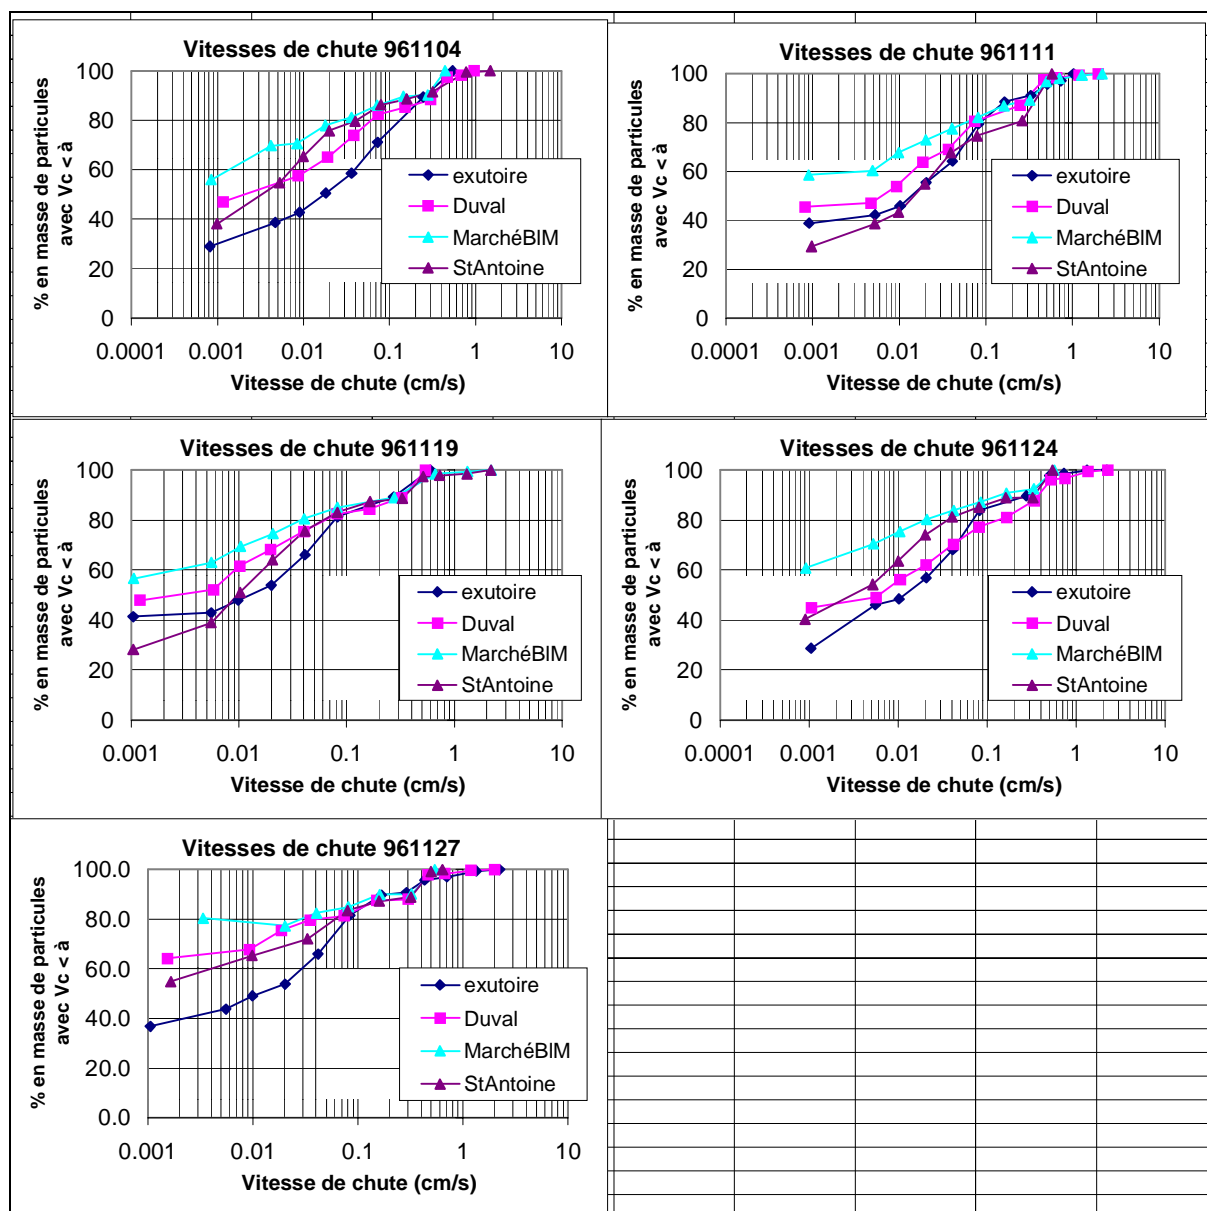 Vitesses de chute 961104
% en masse de particules
avec Vc < à
100
80
60
40
20
0
0.0001 0.001 0.01 0.1 1 10
Vitesse de chute (cm/s)
exutoire
Duval
MarchéBIM
StAntoine
Vitesses de chute 961111
% en masse de particules
avec Vc < à
100
80
60
40
20
0
0.0001 0.001 0.01 0.1 1 10
Vitesse de chute (cm/s)
exutoire
Duval
MarchéBIM
StAntoine
Vitesses de chute 961119
% en masse de particules
avec Vc < à
100
80
60
40
20
0
0.001 0.01 0.1 1 10
Vitesse de chute (cm/s)
exutoire
Duval
MarchéBIM
StAntoine
Vitesses de chute 961124
% en masse de particules
avec Vc < à
100
80
60
40
20
0
0.0001 0.001 0.01 0.1 1 10
Vitesse de chute (cm/s)
exutoire
Duval
MarchéBIM
StAntoine
Vitesses de chute 961127
% en masse de particules
avec Vc < à
100.0
80.0
60.0
40.0
20.0
0.0
0.001 0.01 0.1 1 10
Vitesse de chute (cm/s)
exutoire
Duval
MarchéBIM
StAntoine